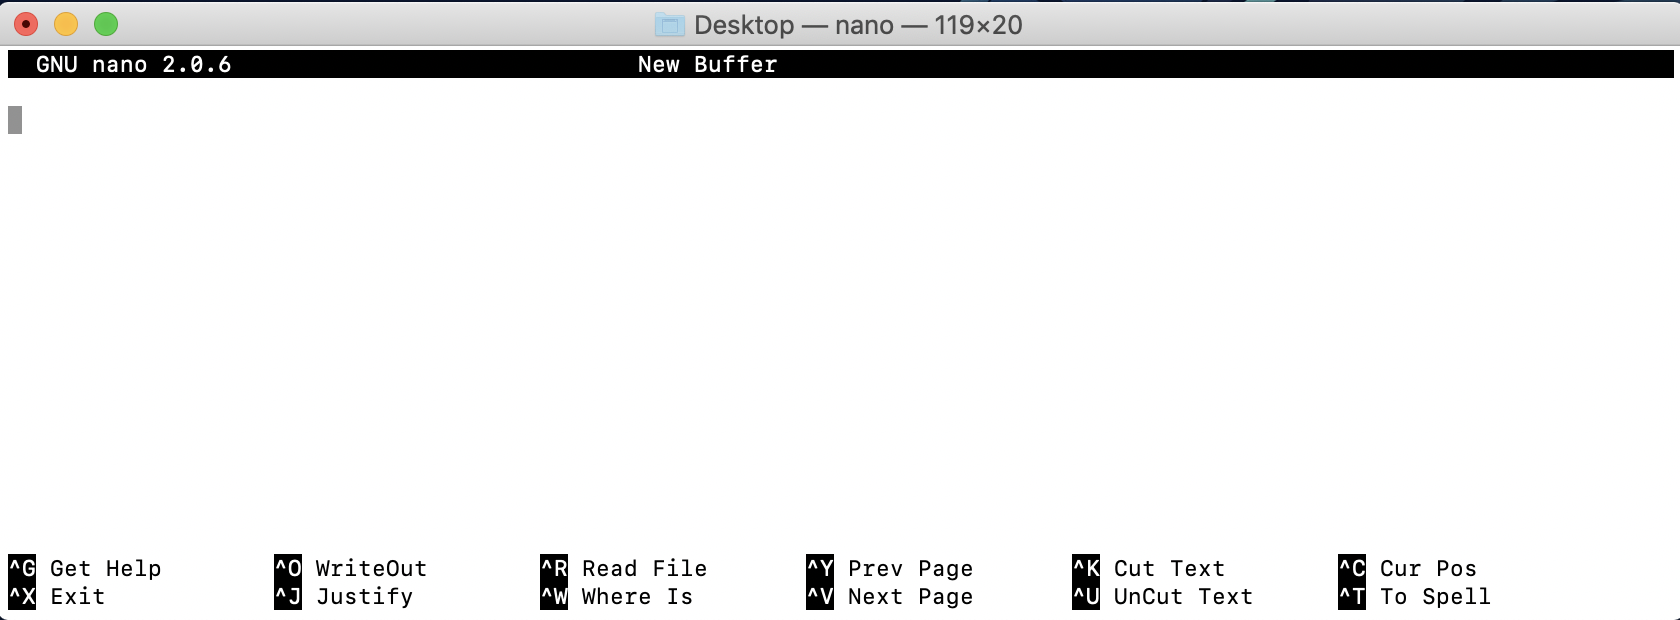 Desktop — nano — 119×20
GNU nano 2.0.6 New Buffer
^G Get Help ^O WriteOut ^R Read File ^Y Prev Page ^K Cut Text ^C Cur Pos
^X Exit ^J Justify ^W Where Is ^V Next Page ^U UnCut Text ^T To Spell